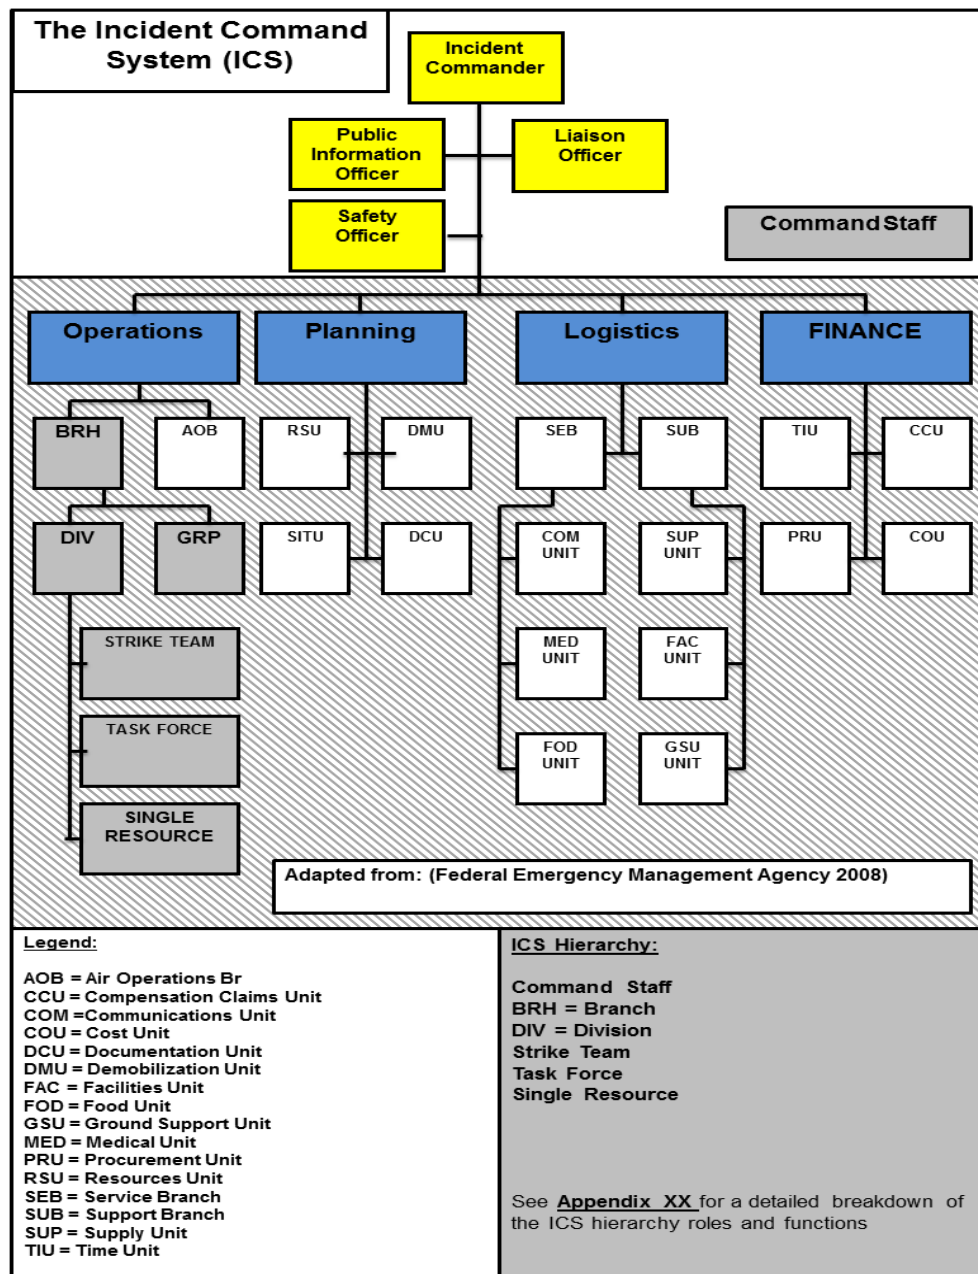 The Incident Command
System (ICS)
Incident
Commander
Public
Information
Officer
Liaison
Officer
Safety
Officer
Command Staff
Operations
Planning
Logistics
FINANCE
BRH
AOB
RSU
DMU
SEB
SUB
TIU
CCU
DIV
GRP
SITU
DCU
COM
UNIT
SUP
UNIT
PRU
COU
STRIKE TEAM
MED
UNIT
FAC
UNIT
TASK FORCE
FOD
UNIT
GSU
UNIT
SINGLE
RESOURCE
Adapted from: (Federal Emergency Management Agency 2008)
Legend:
AOB = Air Operations Br
CCU = Compensation Claims Unit
COM =Communications Unit
COU = Cost Unit
DCU = Documentation Unit
DMU = Demobilization Unit
FAC = Facilities Unit
FOD = Food Unit
GSU = Ground Support Unit
MED = Medical Unit
PRU = Procurement Unit
RSU = Resources Unit
SEB = Service Branch
SUB = Support Branch
SUP = Supply Unit
TIU = Time Unit
ICS Hierarchy:
Command Staff
BRH = Branch
DIV = Division
Strike Team
Task Force
Single Resource
See Appendix XX for a detailed breakdown of
the ICS hierarchy roles and functions